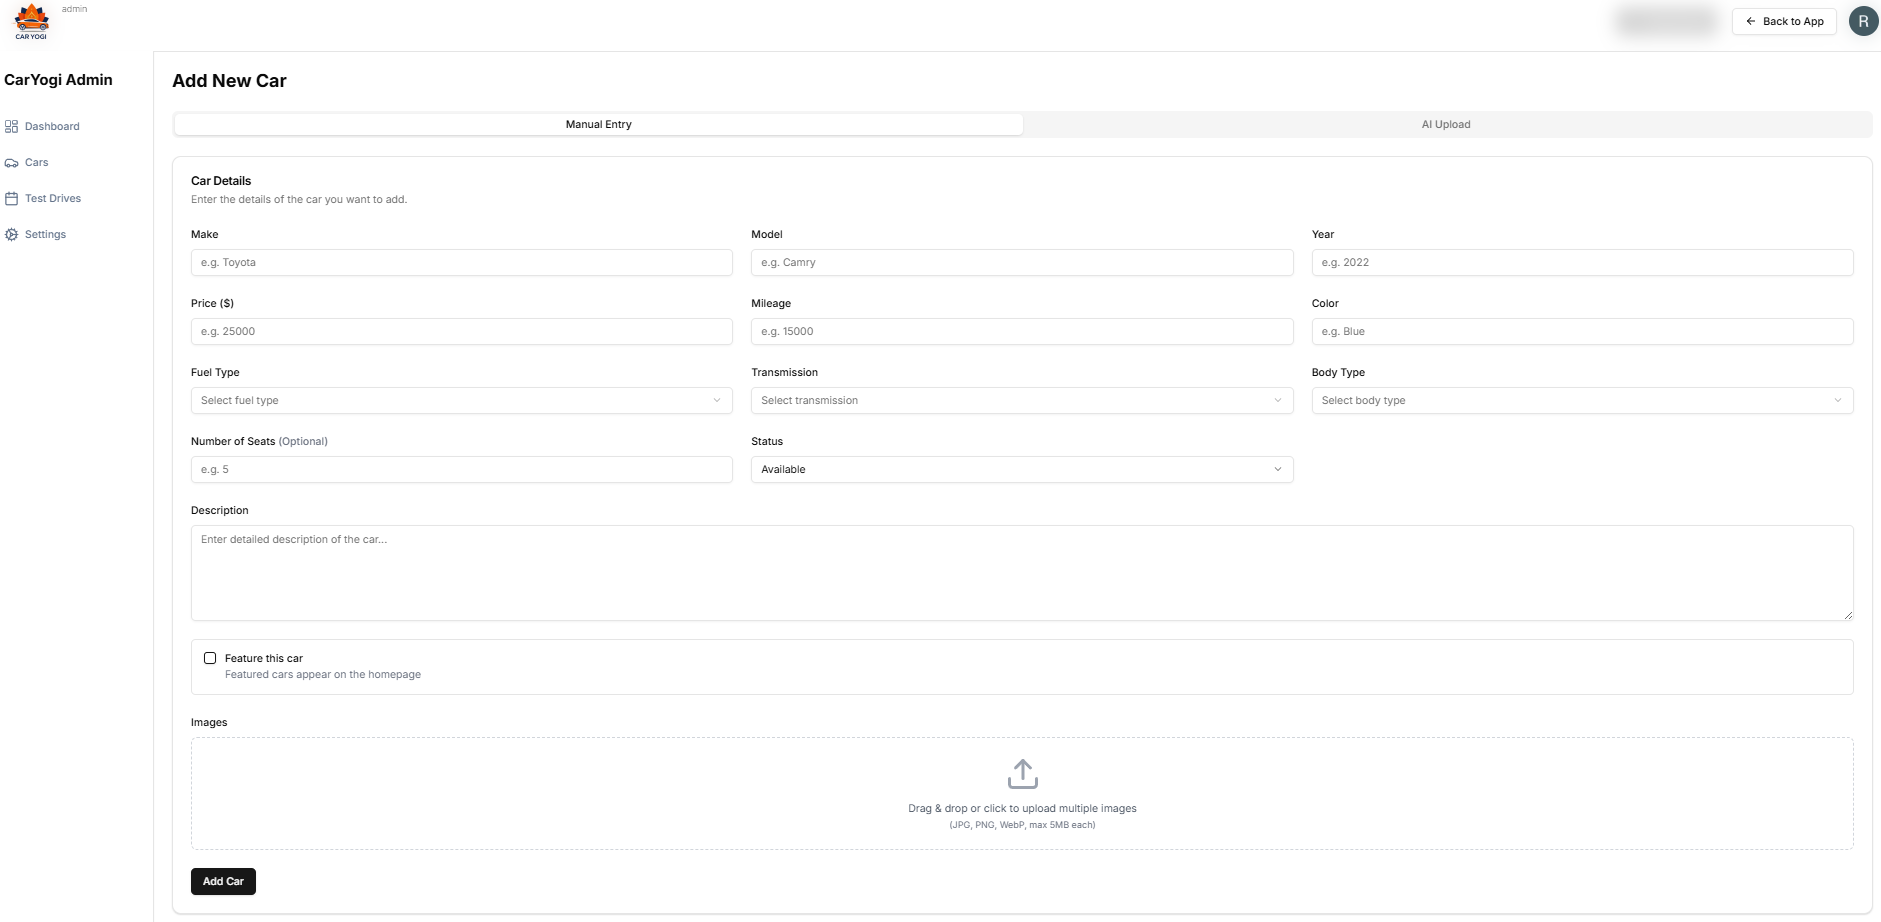 CAR YOGI
admin
Back to App
R
CarYogi Admin
Dashboard
Cars
Test Drives
Settings
Add New Car
Manual Entry
AI Upload
Car Details
Enter the details of the car you want to add.
Make
Model
Year
e.g. Toyota
e.g. Camry
e.g. 2022
Price ($)
Mileage
Color
e.g. 25000
e.g. 15000
e.g. Blue
Fuel Type
Transmission
Body Type
Select fuel type
Select transmission
Select body type
Number of Seats (Optional)
Status
e.g. 5
Available
Description
Enter detailed description of the car...
Feature this car
Featured cars appear on the homepage
Images
Drag & drop or click to upload multiple images
(JPG, PNG, WebP, max 5MB each)
Add Car